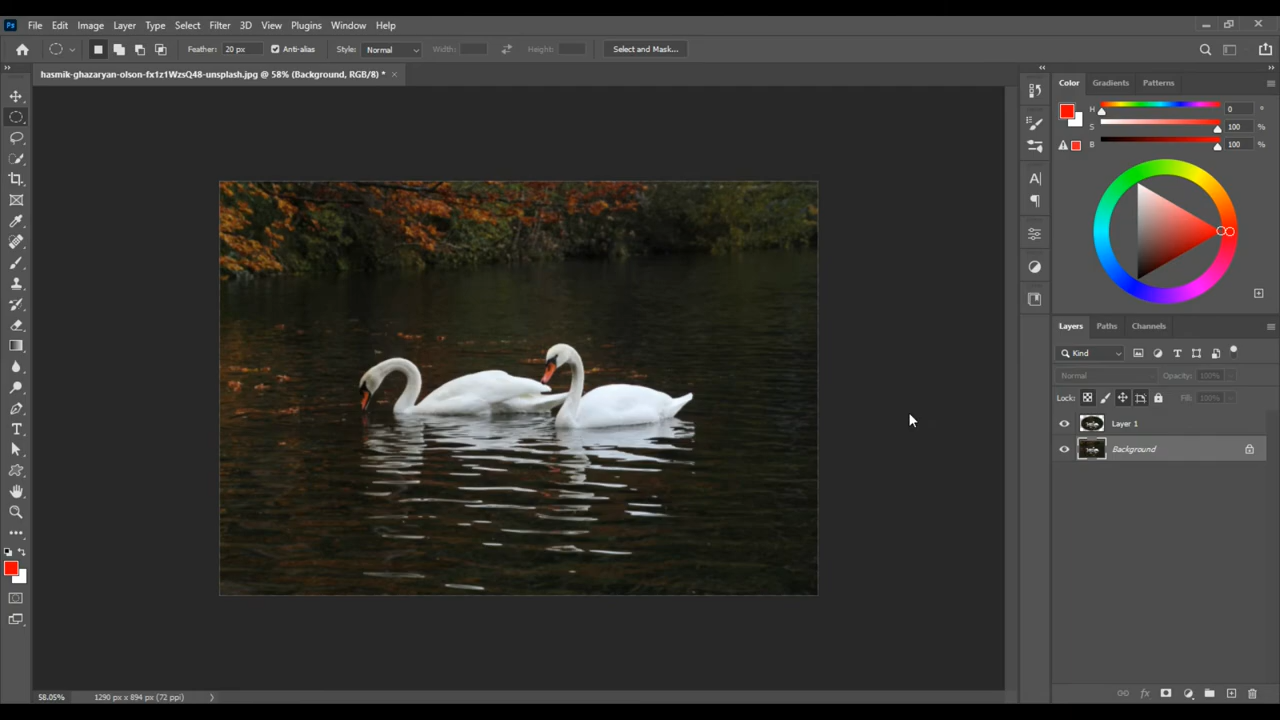 Ps File Edit Image Layer Type Select Filter 3D View Plugins Window Help
Feather: 20 px Anti-alias Style: Normal Width: Height: Select and Mask...
hasmik-ghazaryan-olson-fx1z1WzsQ48-unsplash.jpg @ 58% (Background, RGB/8) * ×
Color Gradients Patterns
H 0 °
S 100 %
B 100 %
Layers Paths Channels
Kind
Normal Opacity: 100%
Lock: Fill: 100%
Layer 1
Background
58.05% 1290 px x 894 px (72 ppi)